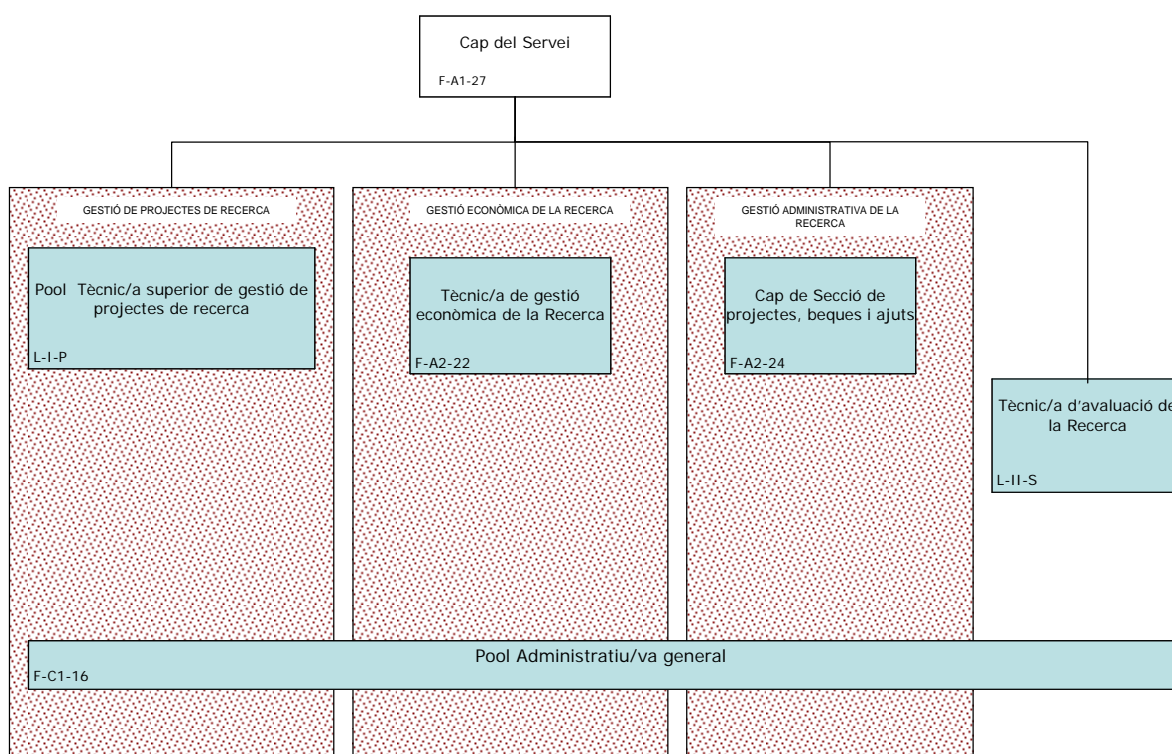 Cap del Servei
F-A1-27
GESTIÓ DE PROJECTES DE RECERCA
Pool Tècnic/a superior de gestió de
projectes de recerca
L-I-P
GESTIÓ ECONÒMICA DE LA RECERCA
Tècnic/a de gestió
econòmica de la Recerca
F-A2-22
GESTIÓ ADMINISTRATIVA DE LA
RECERCA
Cap de Secció de
projectes, beques i ajuts
F-A2-24
Tècnic/a d'avaluació de
la Recerca
L-II-S
Pool Administratiu/va general
F-C1-16